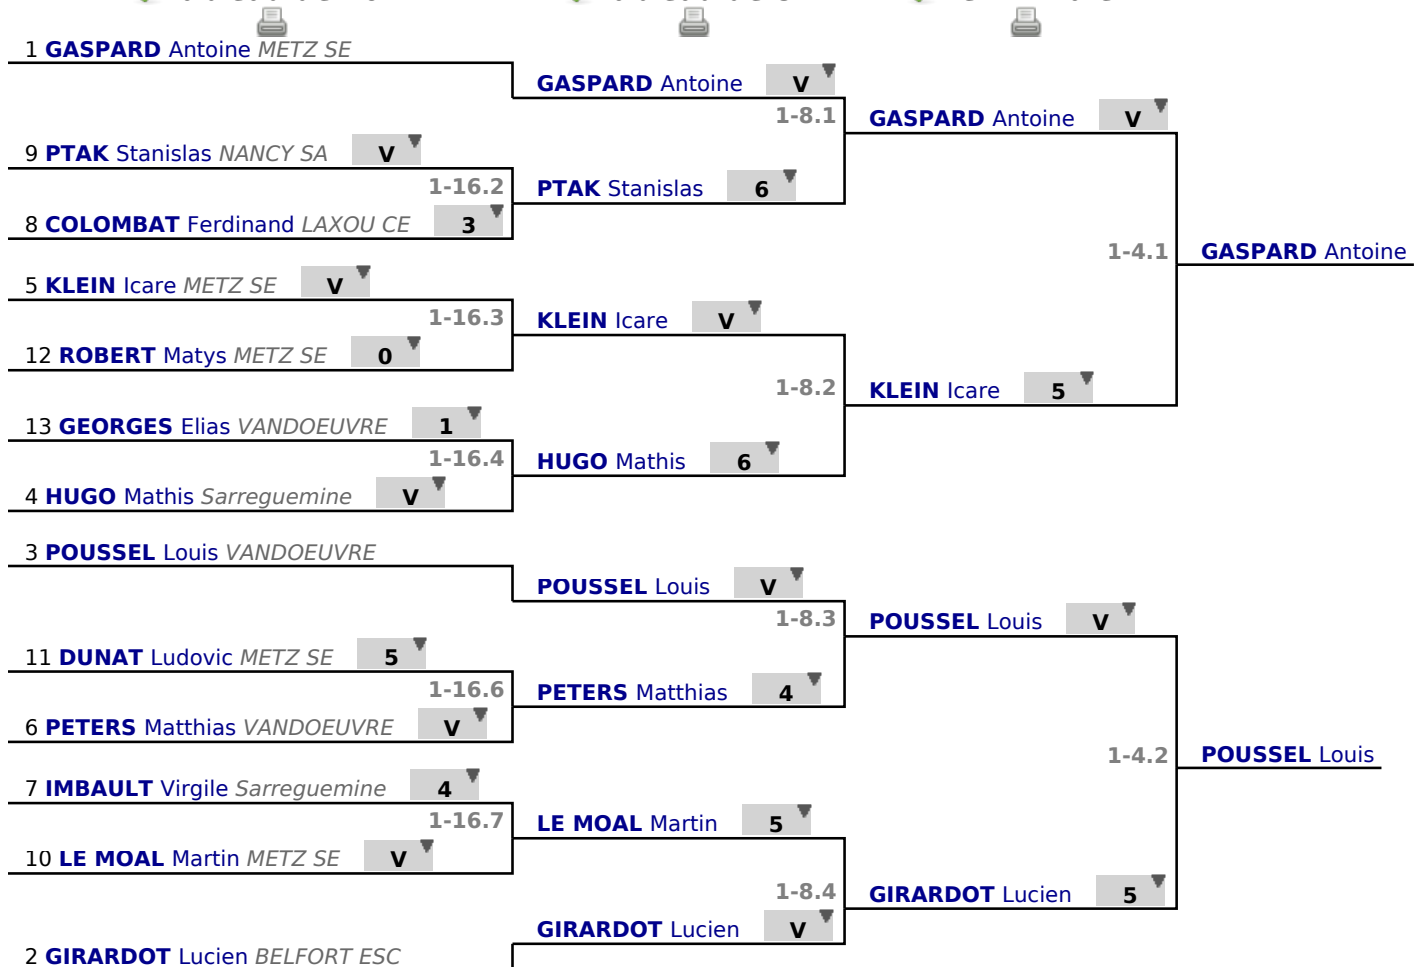 1 GASPARD Antoine METZ SE
GASPARD Antoine V
1-8.1
GASPARD Antoine V
9 PTAK Stanislas NANCY SA V
1-16.2
PTAK Stanislas 6
8 COLOMBAT Ferdinand LAXOU CE 3
1-4.1
GASPARD Antoine
5 KLEIN Icare METZ SE V
1-16.3
KLEIN Icare V
12 ROBERT Matys METZ SE 0
1-8.2
KLEIN Icare 5
13 GEORGES Elias VANDOEUVRE 1
1-16.4
HUGO Mathis 6
4 HUGO Mathis Sarreguemine V
3 POUSSEL Louis VANDOEUVRE
POUSSEL Louis V
1-8.3
POUSSEL Louis V
11 DUNAT Ludovic METZ SE 5
1-16.6
PETERS Matthias 4
6 PETERS Matthias VANDOEUVRE V
1-4.2
POUSSEL Louis
7 IMBAULT Virgile Sarreguemine 4
1-16.7
LE MOAL Martin 5
10 LE MOAL Martin METZ SE V
1-8.4
GIRARDOT Lucien 5
GIRARDOT Lucien V
2 GIRARDOT Lucien BELFORT ESC